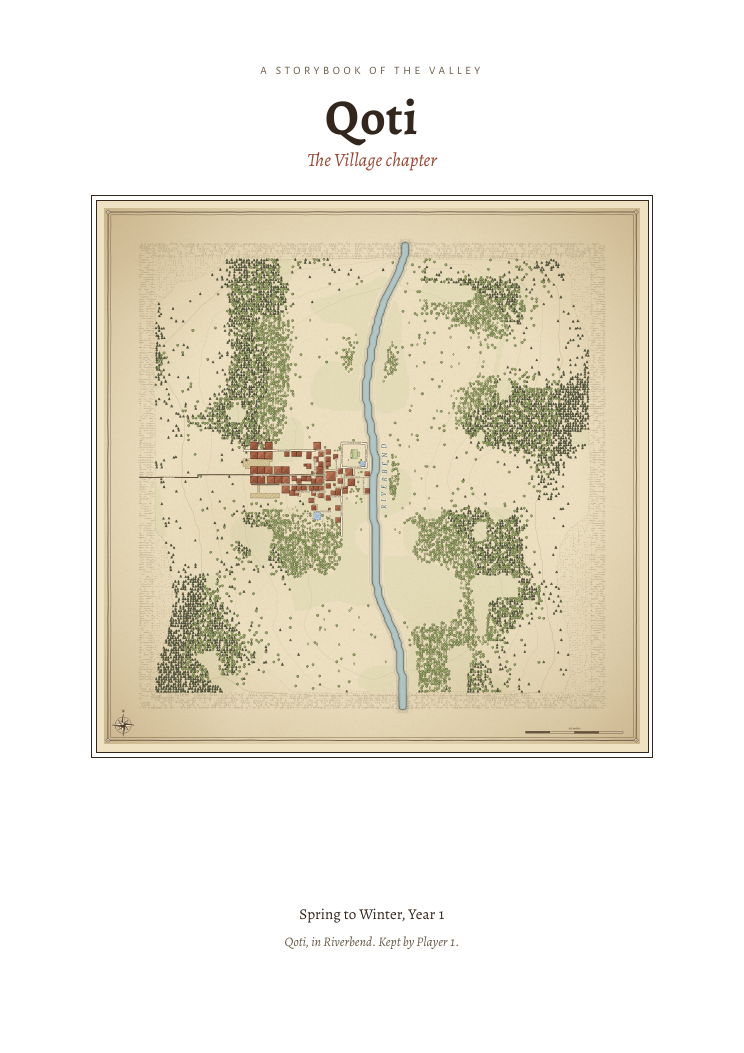 A STORYBOOK OF THE VALLEY
Qoti
The Village chapter
RIVERBEND
Spring to Winter, Year 1
Qoti, in Riverbend. Kept by Player 1.